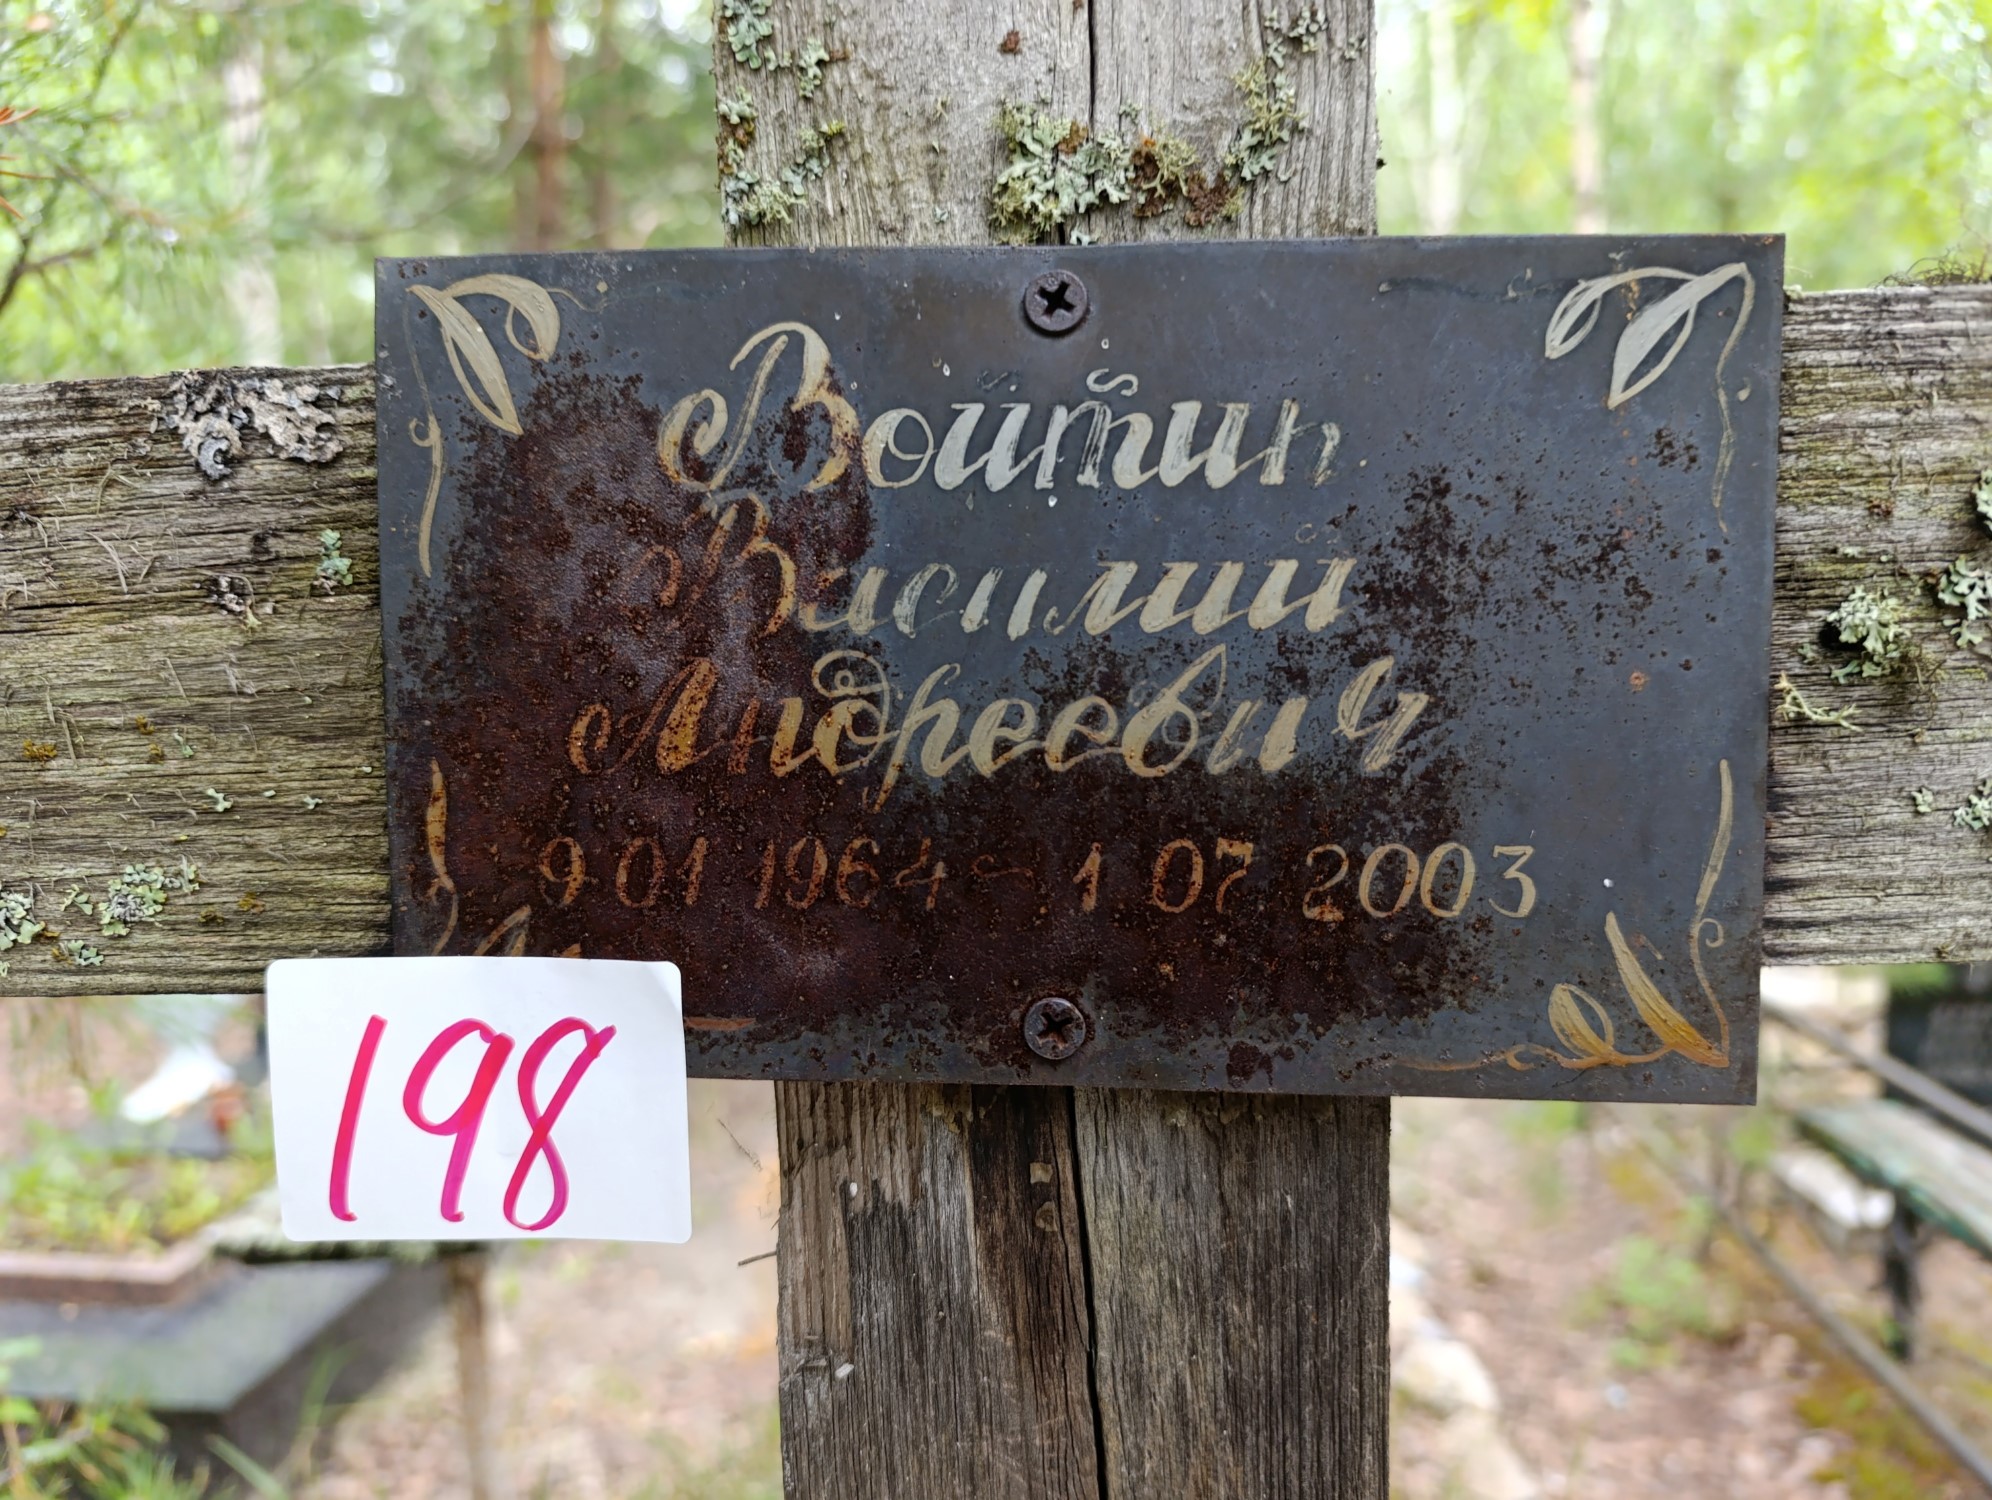 Войтин
Василий
Андреевич
9 01 1964 - 1 07 2003
198